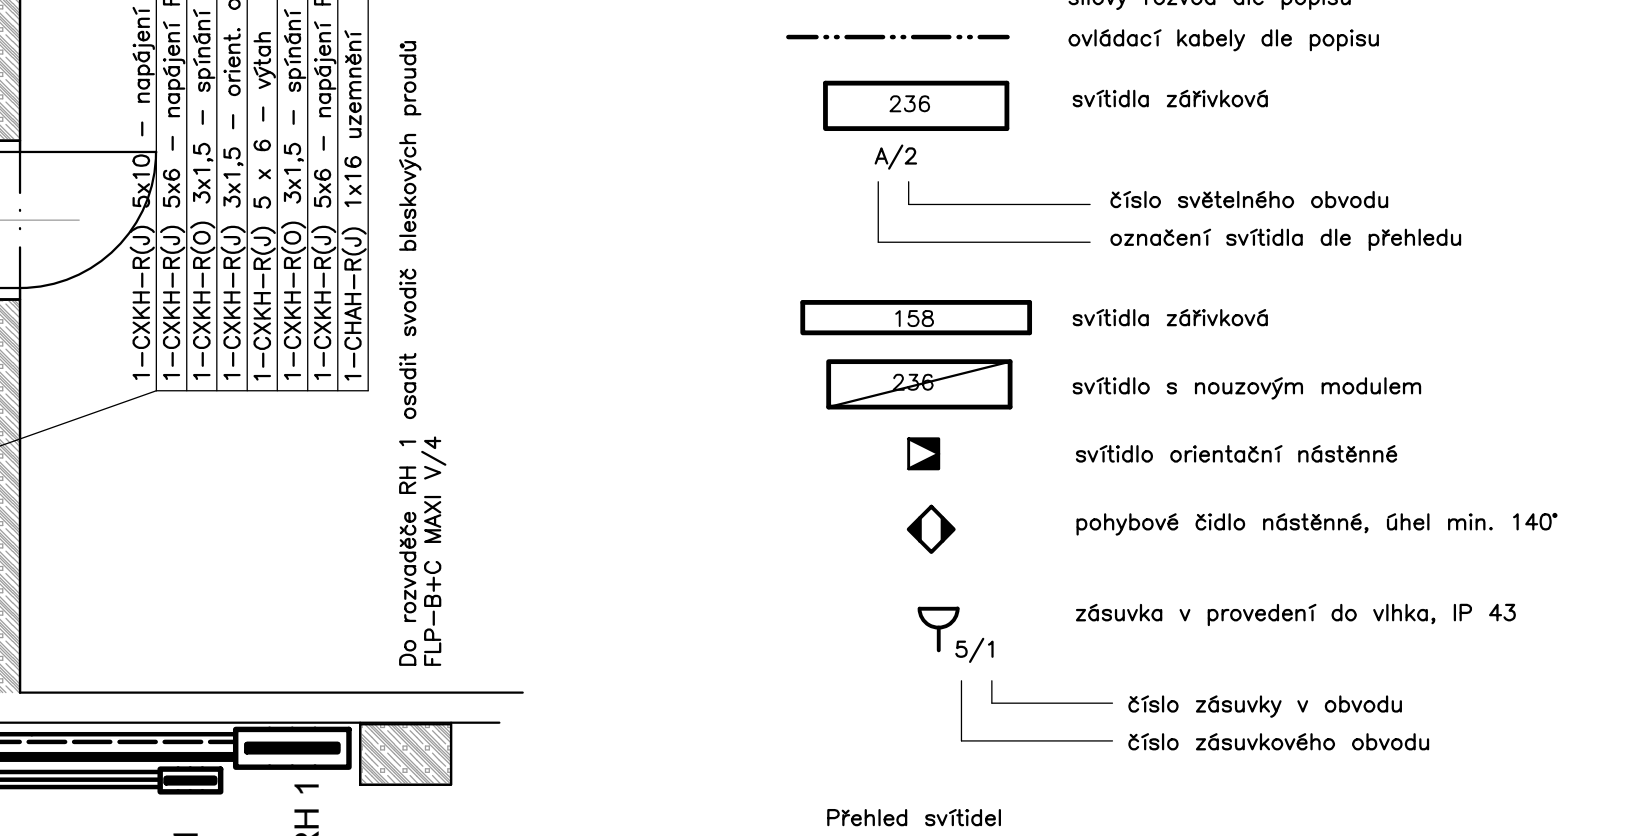 1-CXKH-R(J) 5x10 - napájení
1-CXKH-R(J) 5x6 - napájení
1-CXKH-R(O) 3x1,5 - spínání
1-CXKH-R(J) 3x1,5 - orient.
1-CXKH-R(J) 5 x 6 - výtah
1-CXKH-R(O) 3x1,5 - spínání
1-CXKH-R(J) 5x6 - napájení
1-CHAH-R(J) 1x16 uzemnění
Do rozvaděče RH 1 osadit svodič bleskových proudů
FLP-B+C MAXI V/4
RH 1
silový rozvod dle popisu
ovládací kabely dle popisu
236
svítidla zářivková
A/2
číslo světelného obvodu
označení svítidla dle přehledu
158
svítidla zářivková
236
svítidlo s nouzovým modulem
svítidlo orientační nástěnné
pohybové čidlo nástěnné, úhel min. 140°
zásuvka v provedení do vlhka, IP 43
5/1
číslo zásuvky v obvodu
číslo zásuvkového obvodu
Přehled svítidel